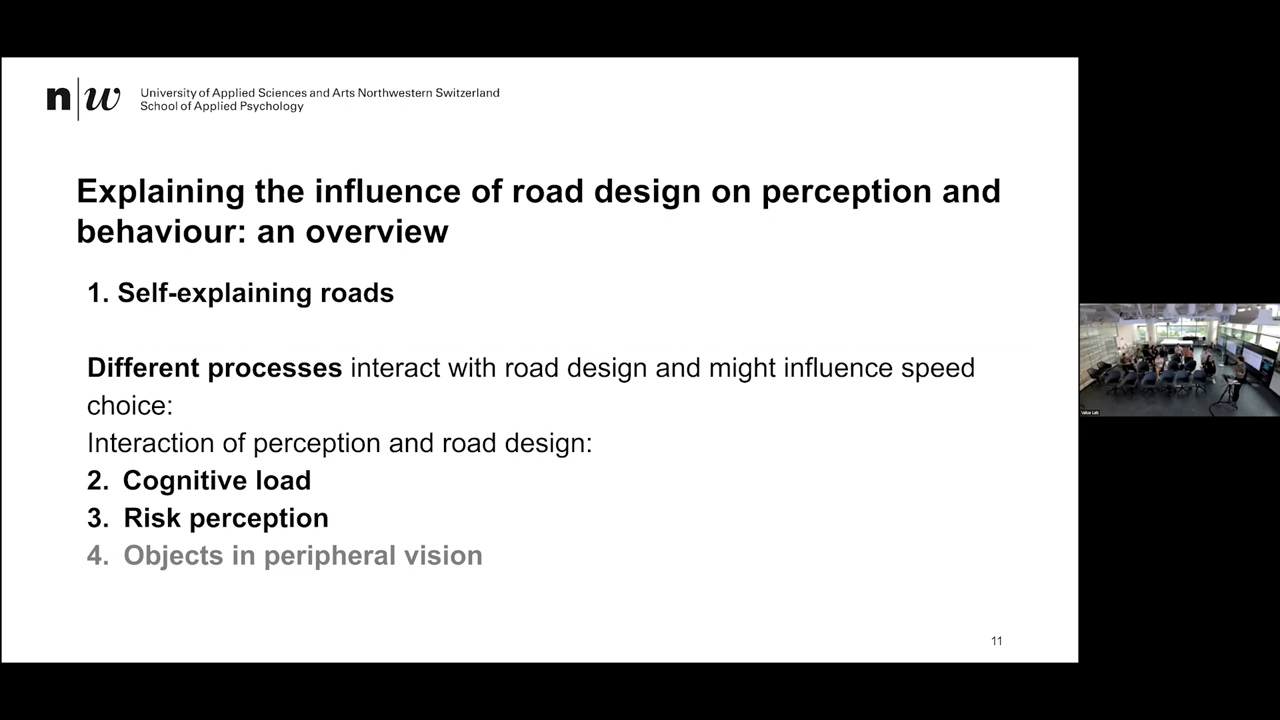 n w
University of Applied Sciences and Arts Northwestern Switzerland
School of Applied Psychology
Explaining the influence of road design on perception and
behaviour: an overview
1. Self-explaining roads
Different processes interact with road design and might influence speed
choice:
Interaction of perception and road design:
2. Cognitive load
3. Risk perception
4. Objects in peripheral vision
11
Value Lab